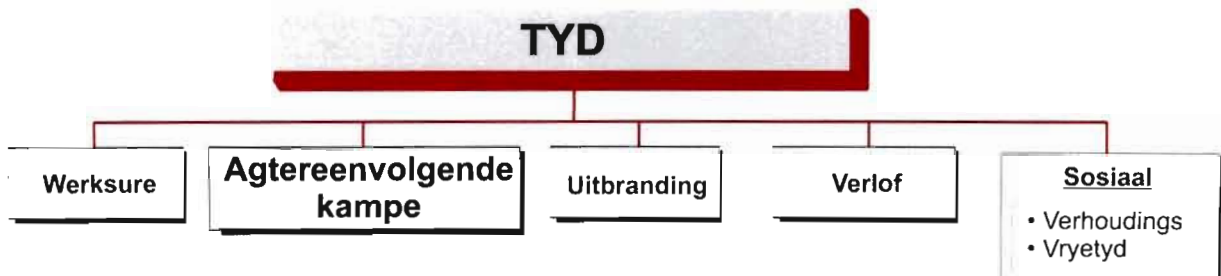 TYD
Werksure
Agtereenvolgende
kampe
Uitbranding
Verlof
Sosiaal
• Verhoudings
• Vryetyd